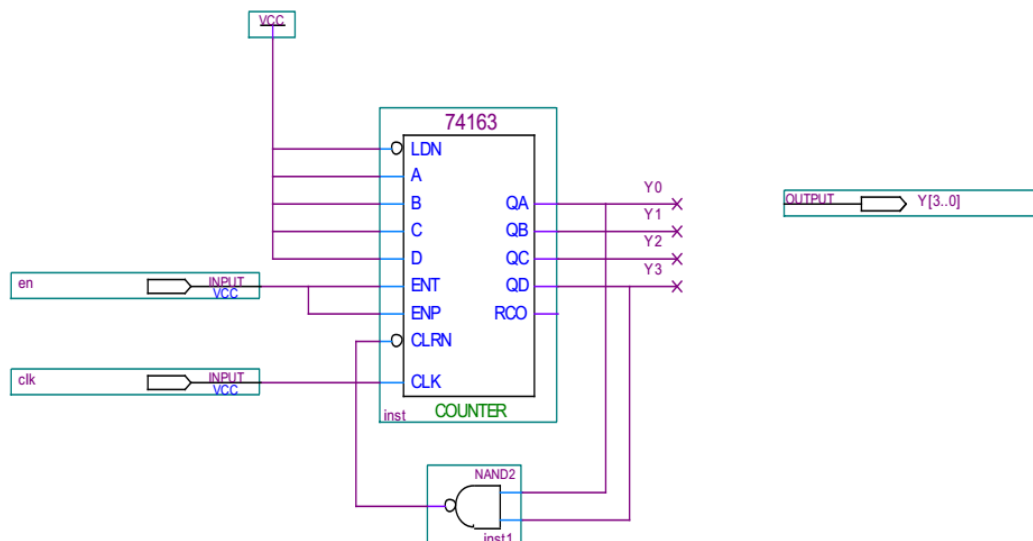 VCC
74163
LDN
A
B
C
D
ENT
ENP
CLRN
CLK
QA
QB
QC
QD
RCO
inst
COUNTER
Y0
Y1
Y2
Y3
OUTPUT
Y[3..0]
en
INPUT
VCC
clk
INPUT
VCC
NAND2
inst1